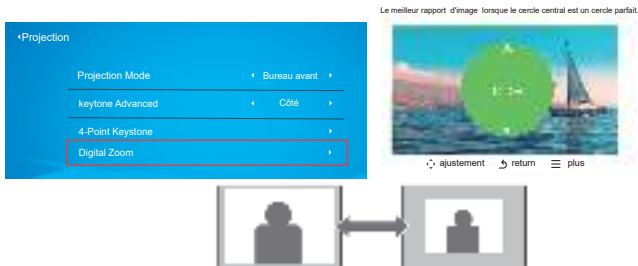 Le meilleur rapport d'image lorsque le cercle central est un cercle parfait.
Projection
Projection Mode Bureau avant
keytone Advanced Côté
4-Point Keystone
Digital Zoom
ajustement return plus